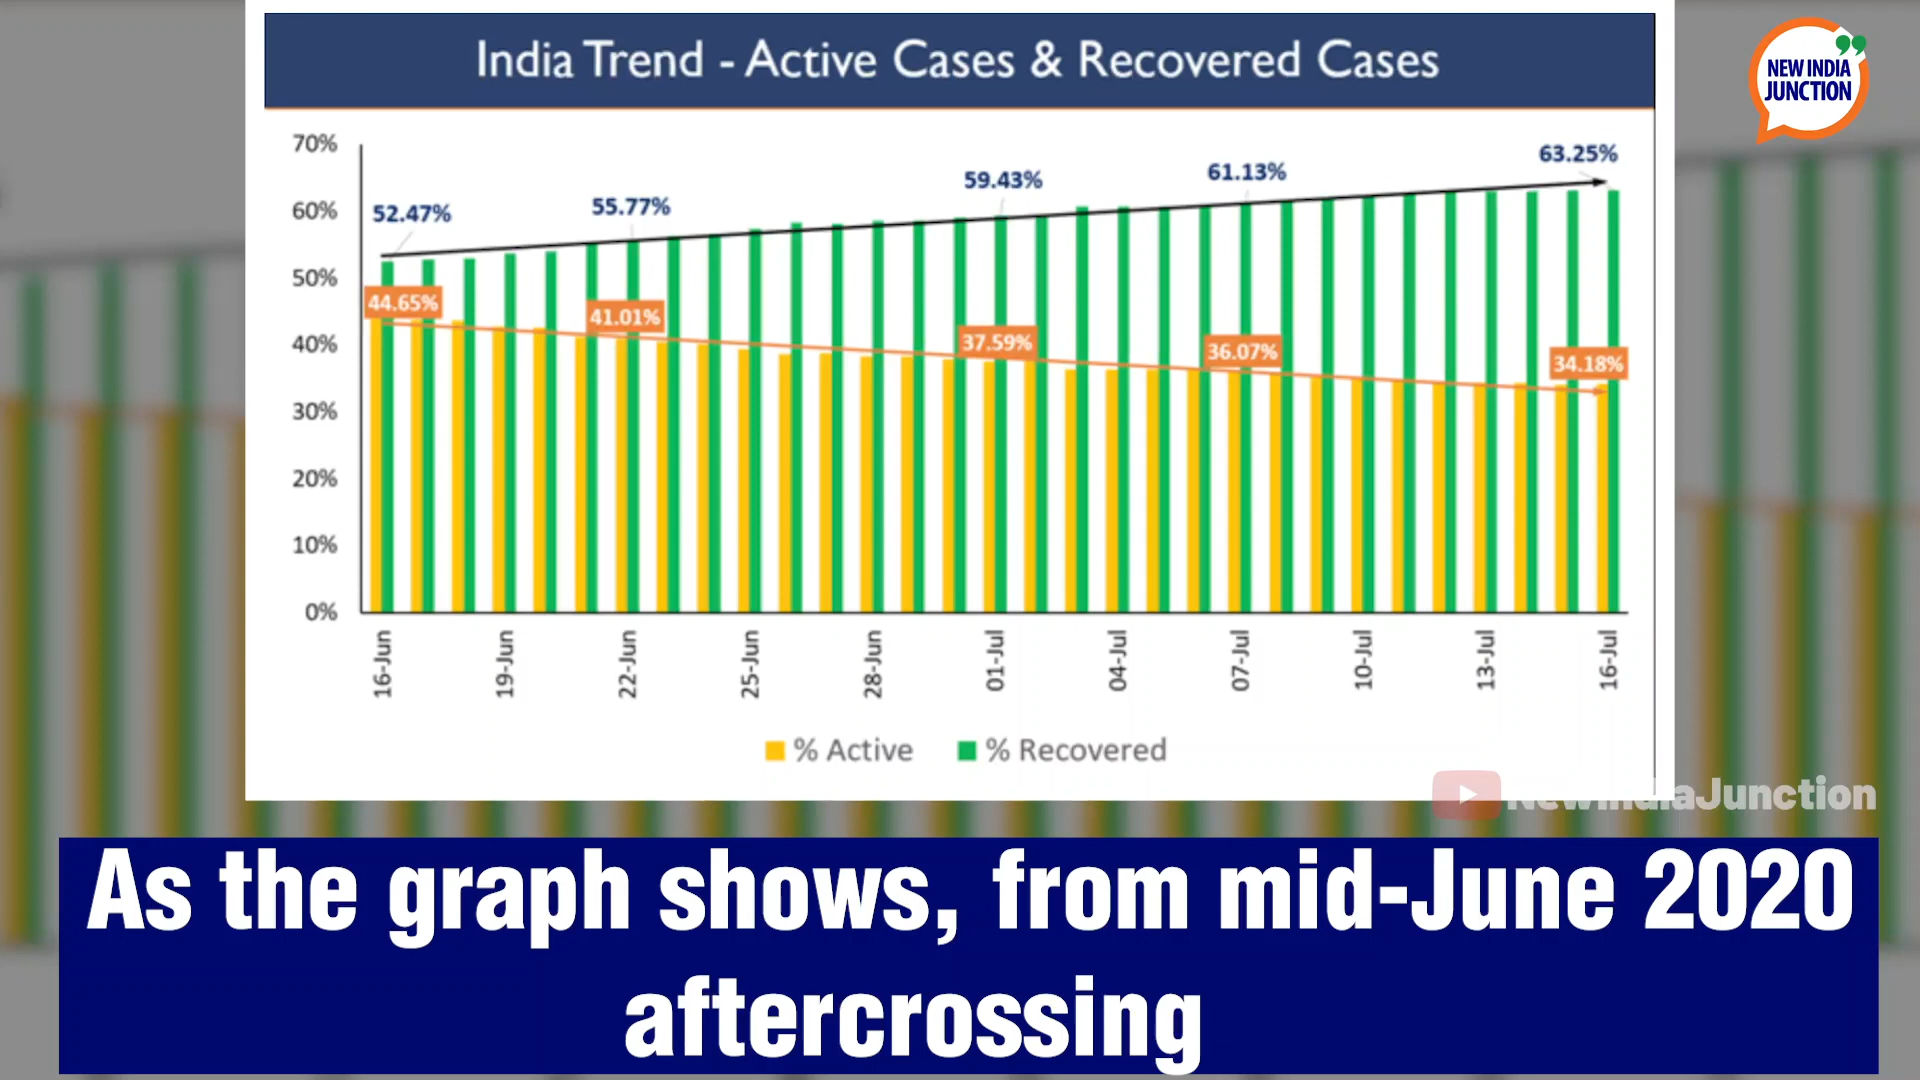 India Trend - Active Cases & Recovered Cases
NEW INDIA
JUNCTION
70%
60%
50%
40%
30%
20%
10%
0%
52.47%
55.77%
59.43%
61.13%
63.25%
44.65%
41.01%
37.59%
36.07%
34.18%
16-Jun
19-Jun
22-Jun
25-Jun
28-Jun
01-Jul
04-Jul
07-Jul
10-Jul
13-Jul
16-Jul
% Active
% Recovered
NewIndiaJunction
As the graph shows, from mid-June 2020
aftercrossing